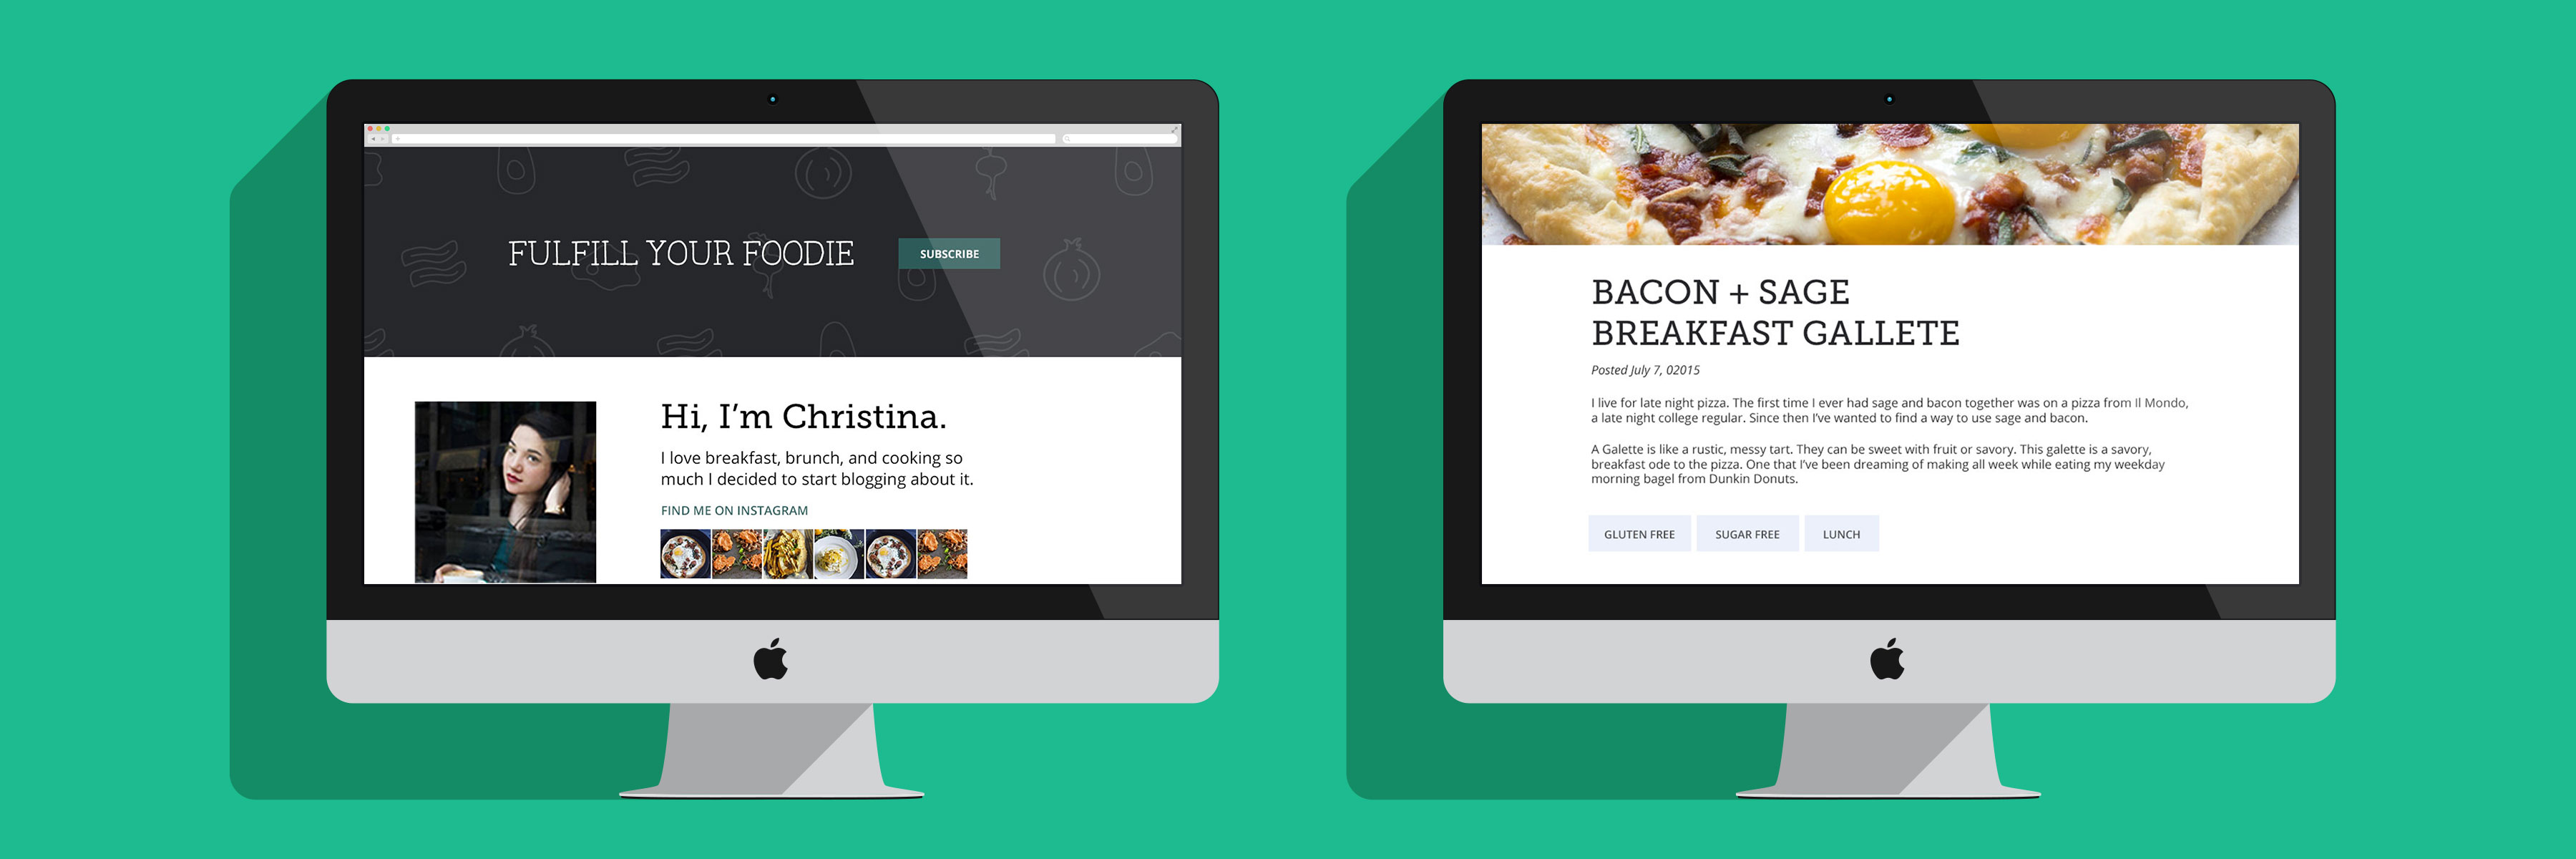 FULFILL YOUR FOODIE
SUBSCRIBE
Hi, I’m Christina.
I love breakfast, brunch, and cooking so
much I decided to start blogging about it.
FIND ME ON INSTAGRAM
BACON + SAGE
BREAKFAST GALLETE
Posted July 7, 02015
I live for late night pizza. The first time I ever had sage and bacon together was on a pizza from Il Mondo,
a late night college regular. Since then I’ve wanted to find a way to use sage and bacon.
A Galette is like a rustic, messy tart. They can be sweet with fruit or savory. This galette is a savory,
breakfast ode to the pizza. One that I’ve been dreaming of making all week while eating my weekday
morning bagel from Dunkin Donuts.
GLUTEN FREE
SUGAR FREE
LUNCH